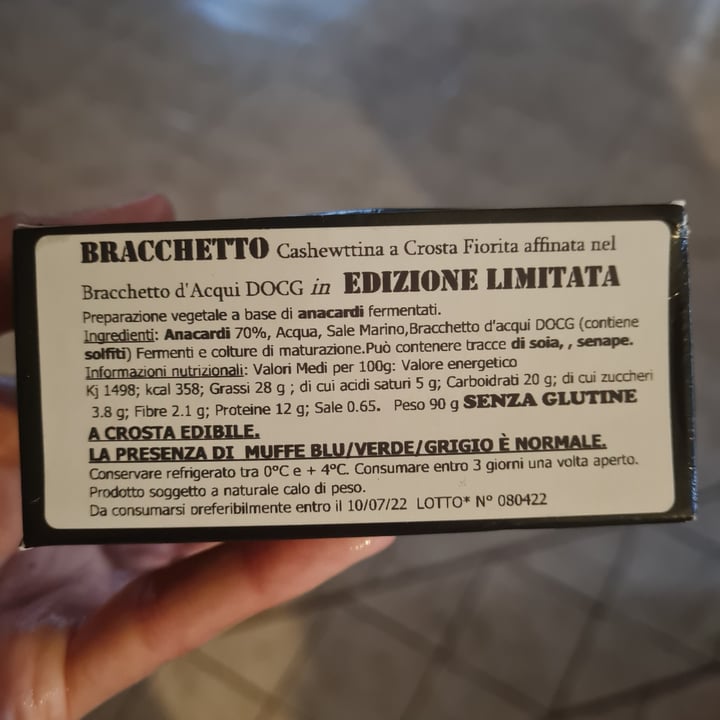 BRACCHETTO Cashewttina a Crosta Fiorita affinata nel
Bracchetto d'Acqui DOCG in EDIZIONE LIMITATA
Preparazione vegetale a base di anacardi fermentati.
Ingredienti: Anacardi 70%, Acqua, Sale Marino,Bracchetto d'acqui DOCG (contiene
solfiti) Fermenti e colture di maturazione.Può contenere tracce di soia, , senape.
Informazioni nutrizionali: Valori Medi per 100g: Valore energetico
Kj 1498; kcal 358; Grassi 28 g ; di cui acidi saturi 5 g; Carboidrati 20 g; di cui zuccheri
3.8 g; Fibre 2.1 g; Proteine 12 g; Sale 0.65. Peso 90 g SENZA GLUTINE
A CROSTA EDIBILE.
LA PRESENZA DI MUFFE BLU/VERDE/GRIGIO È NORMALE.
Conservare refrigerato tra 0°C e + 4°C. Consumare entro 3 giorni una volta aperto.
Prodotto soggetto a naturale calo di peso.
Da consumarsi preferibilmente entro il 10/07/22 LOTTO* N° 080422